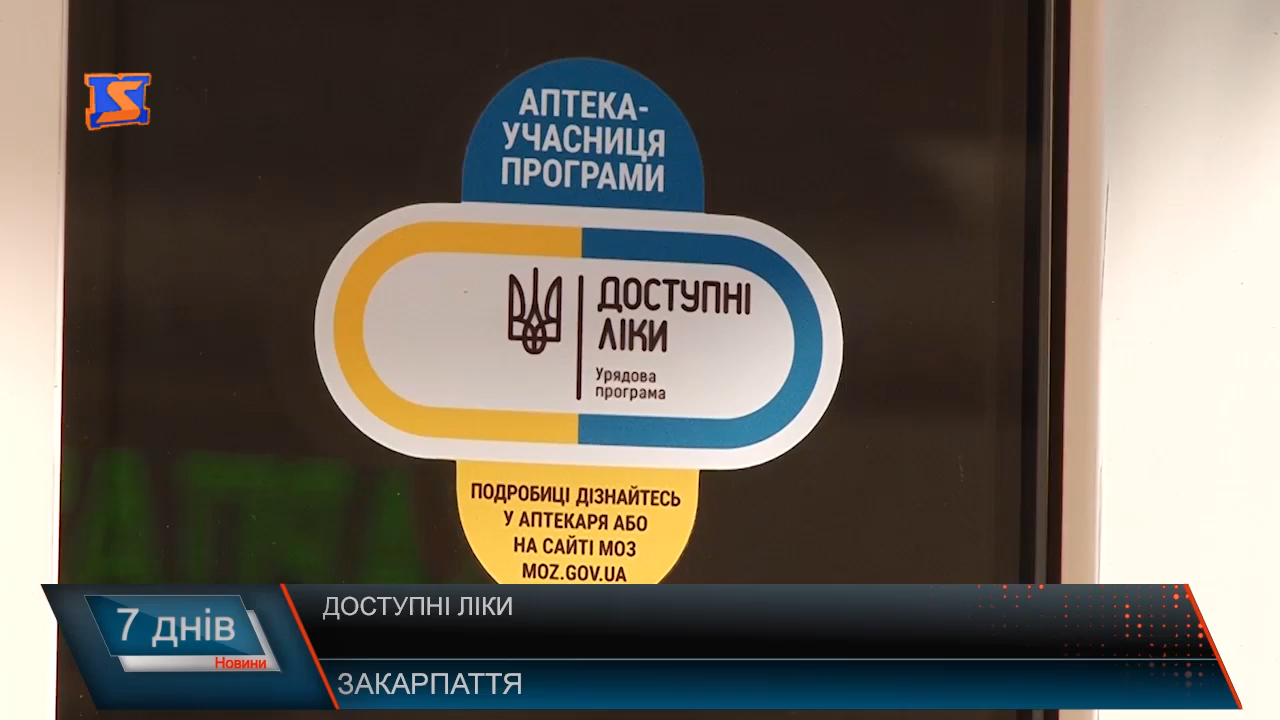 АПТЕКА-
УЧАСНИЦЯ
ПРОГРАМИ
ДОСТУПНІ
ЛІКИ
Урядова
програма
ПОДРОБИЦІ ДІЗНАЙТЕСЬ
У АПТЕКАРЯ АБО
НА САЙТІ МОЗ
MOZ.GOV.UA
7 днів
Новини
ДОСТУПНІ ЛІКИ
ЗАКАРПАТТЯ